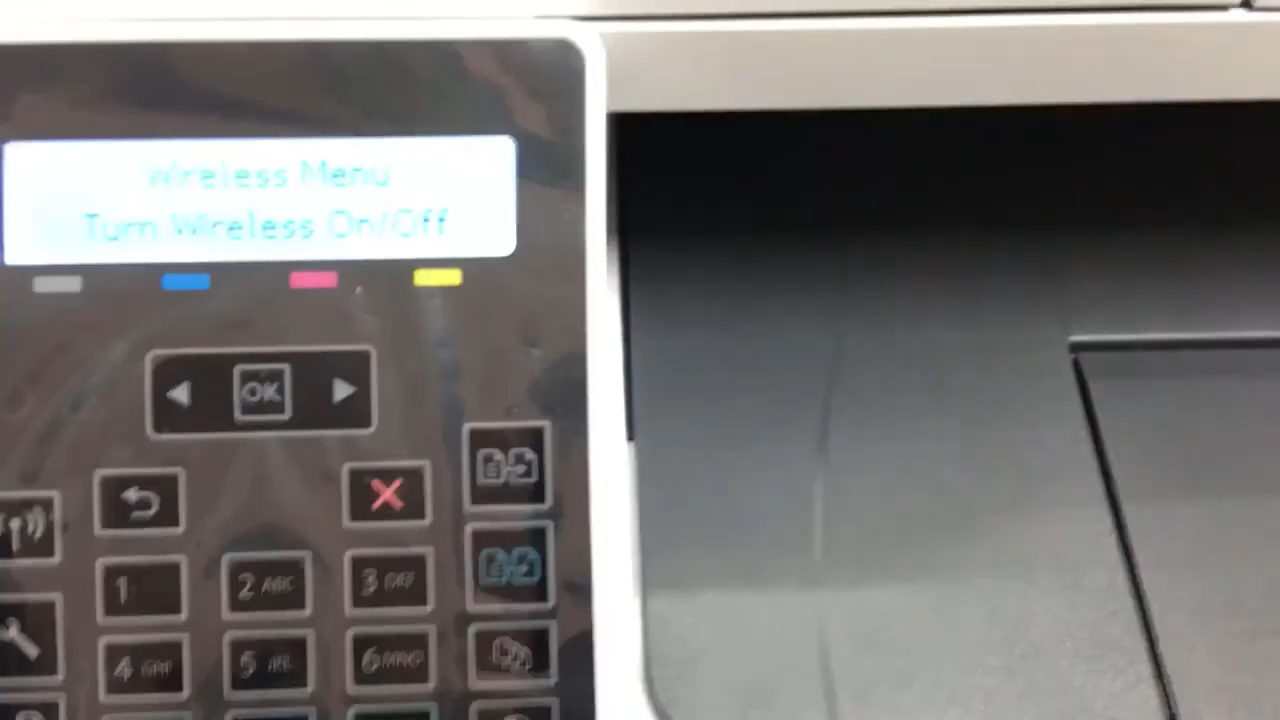 Wireless Menu
Turn Wireless On/Off
OK
1
2 ABC
3 DEF
4 GHI
5 JKL
6 MNO